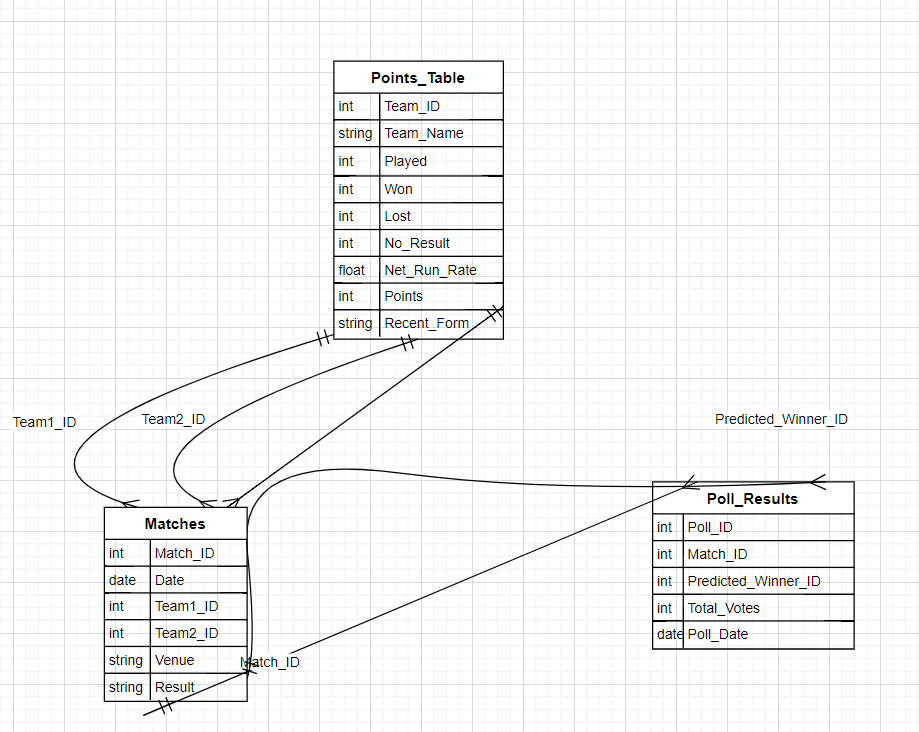 Points_Table
int Team_ID
string Team_Name
int Played
int Won
int Lost
int No_Result
float Net_Run_Rate
int Points
string Recent_Form
Team1_ID
Team2_ID
Predicted_Winner_ID
Matches
int Match_ID
date Date
int Team1_ID
int Team2_ID
string Venue
string Result
Match_ID
Poll_Results
int Poll_ID
int Match_ID
int Predicted_Winner_ID
int Total_Votes
date Poll_Date